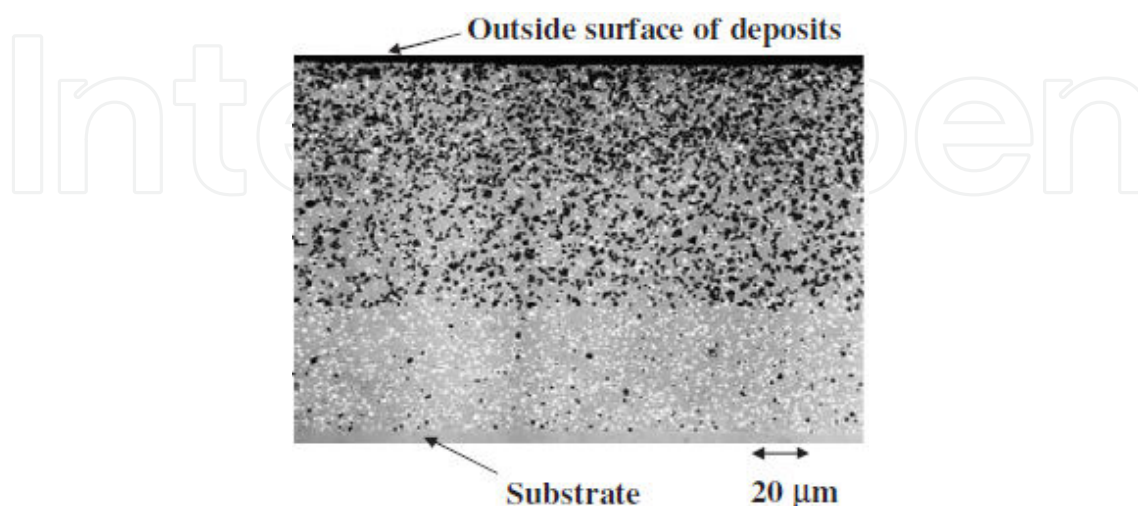 Outside surface of deposits
Substrate
20 μm